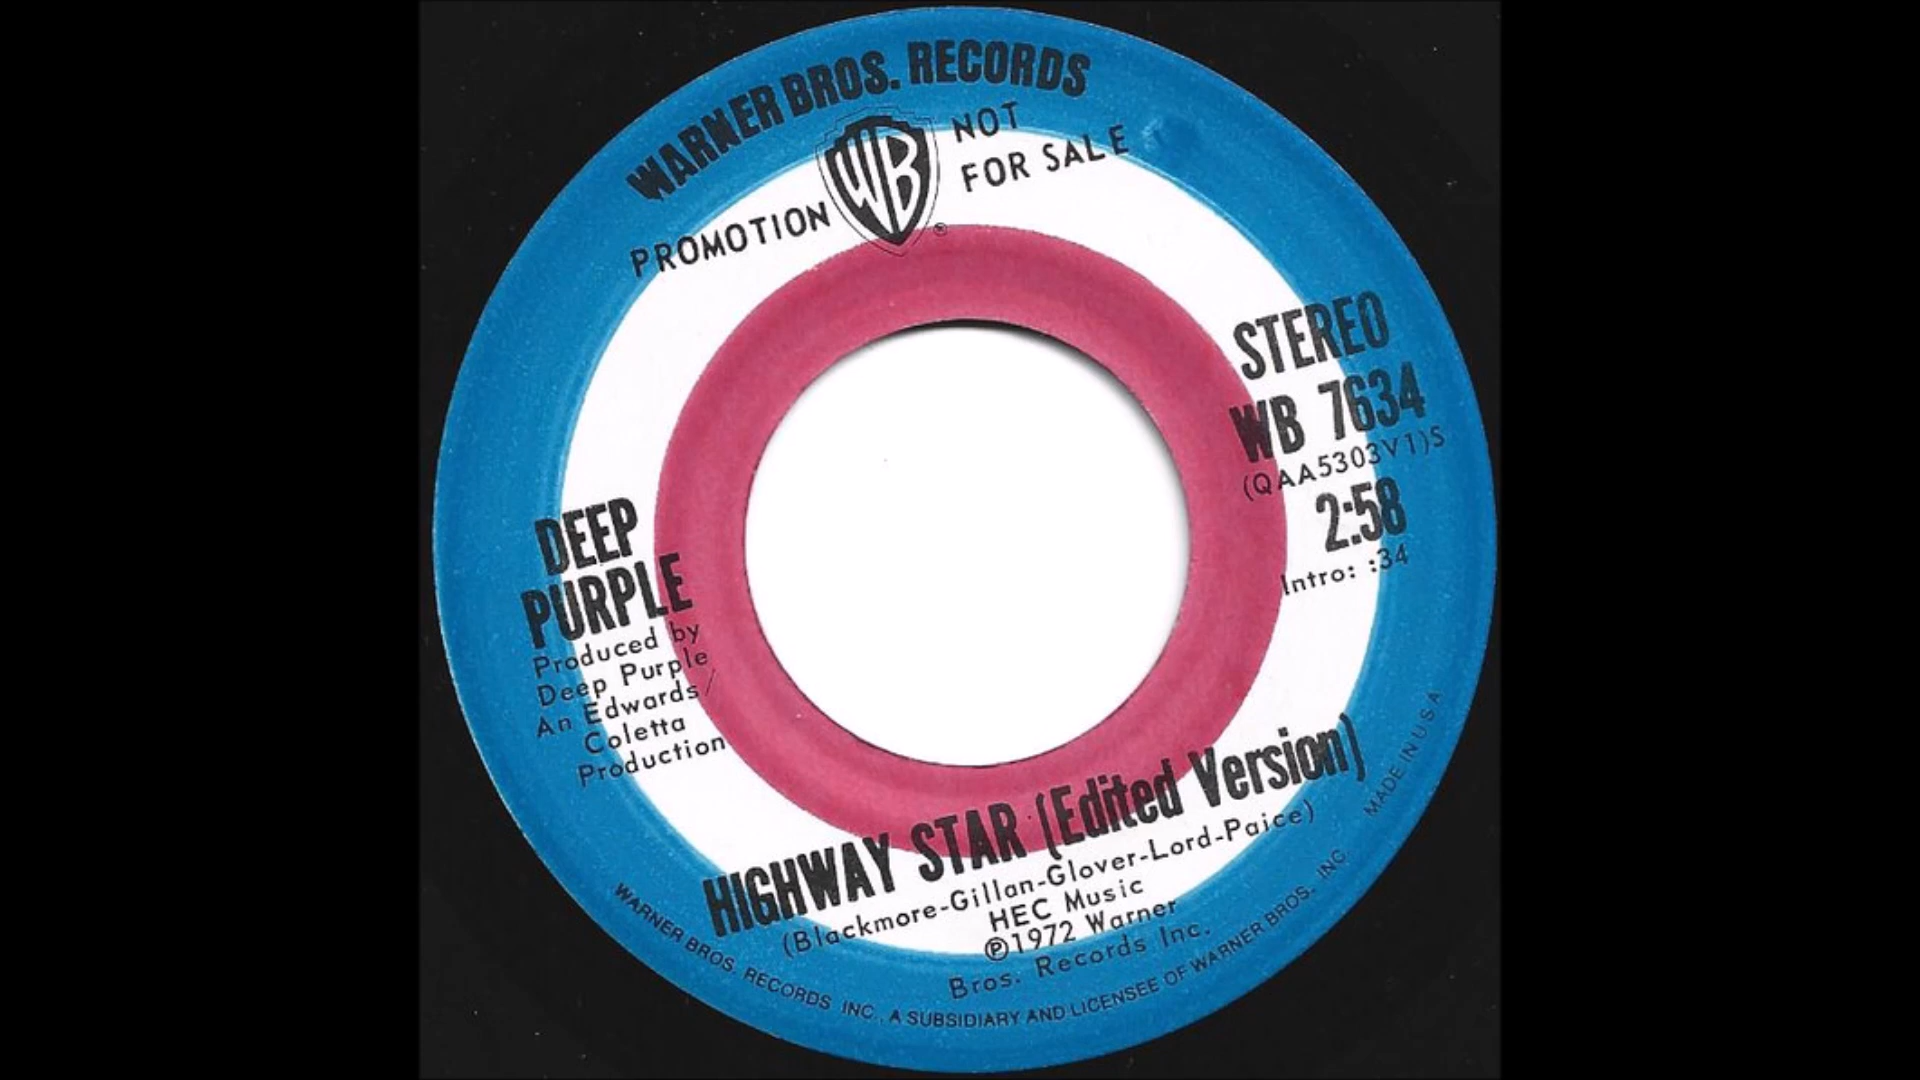 WARNER BROS. RECORDS
WB
®
NOT
FOR SALE
PROMOTION
STEREO
WB 7634
(QAA5303V1)S
2:58
Intro: :34
DEEP
PURPLE
Produced by
Deep Purple
An Edwards/
Coletta
Production
HIGHWAY STAR (Edited Version)
(Blackmore-Gillan-Glover-Lord-Paice)
HEC Music
℗1972 Warner
Bros. Records Inc.
MADE IN USA
WARNER BROS. RECORDS INC., A SUBSIDIARY AND LICENSEE OF WARNER BROS. INC.